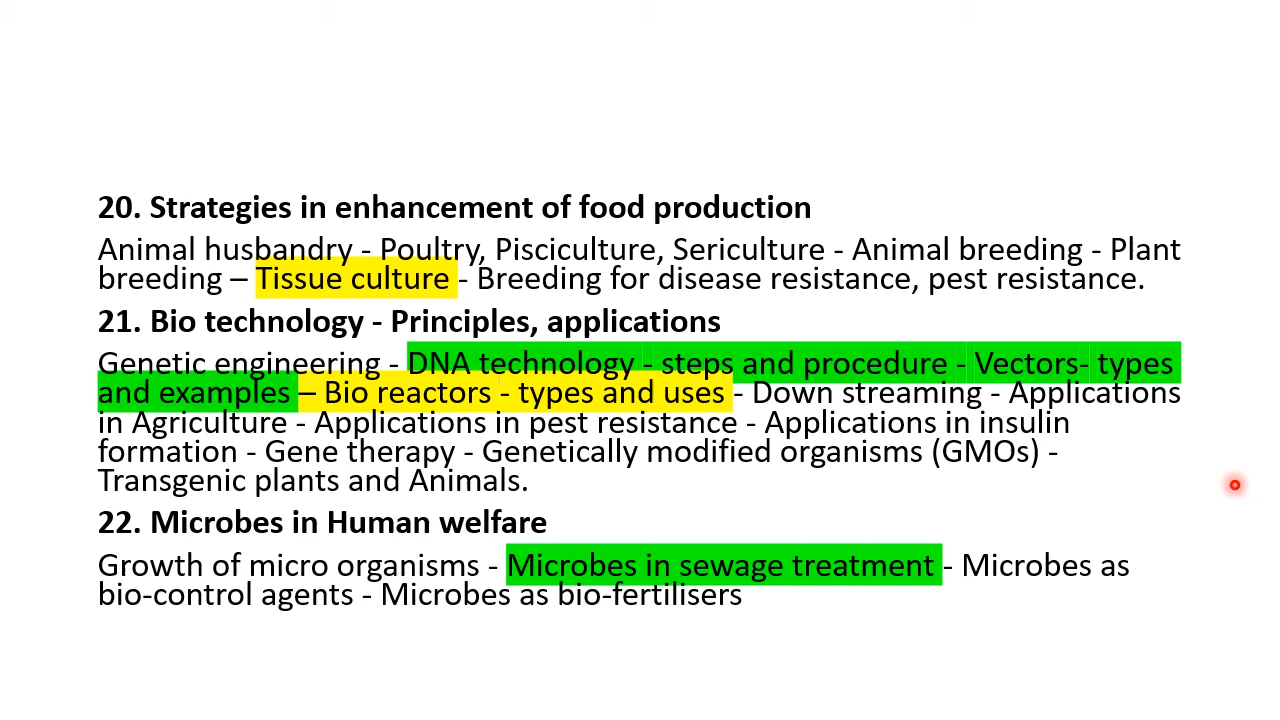 20. Strategies in enhancement of food production
Animal husbandry - Poultry, Pisciculture, Sericulture - Animal breeding - Plant
breeding – Tissue culture - Breeding for disease resistance, pest resistance.
21. Bio technology - Principles, applications
Genetic engineering - DNA technology - steps and procedure - Vectors- types
and examples – Bio reactors - types and uses - Down streaming - Applications
in Agriculture - Applications in pest resistance - Applications in insulin
formation - Gene therapy - Genetically modified organisms (GMOs) -
Transgenic plants and Animals.
22. Microbes in Human welfare
Growth of micro organisms - Microbes in sewage treatment - Microbes as
bio-control agents - Microbes as bio-fertilisers